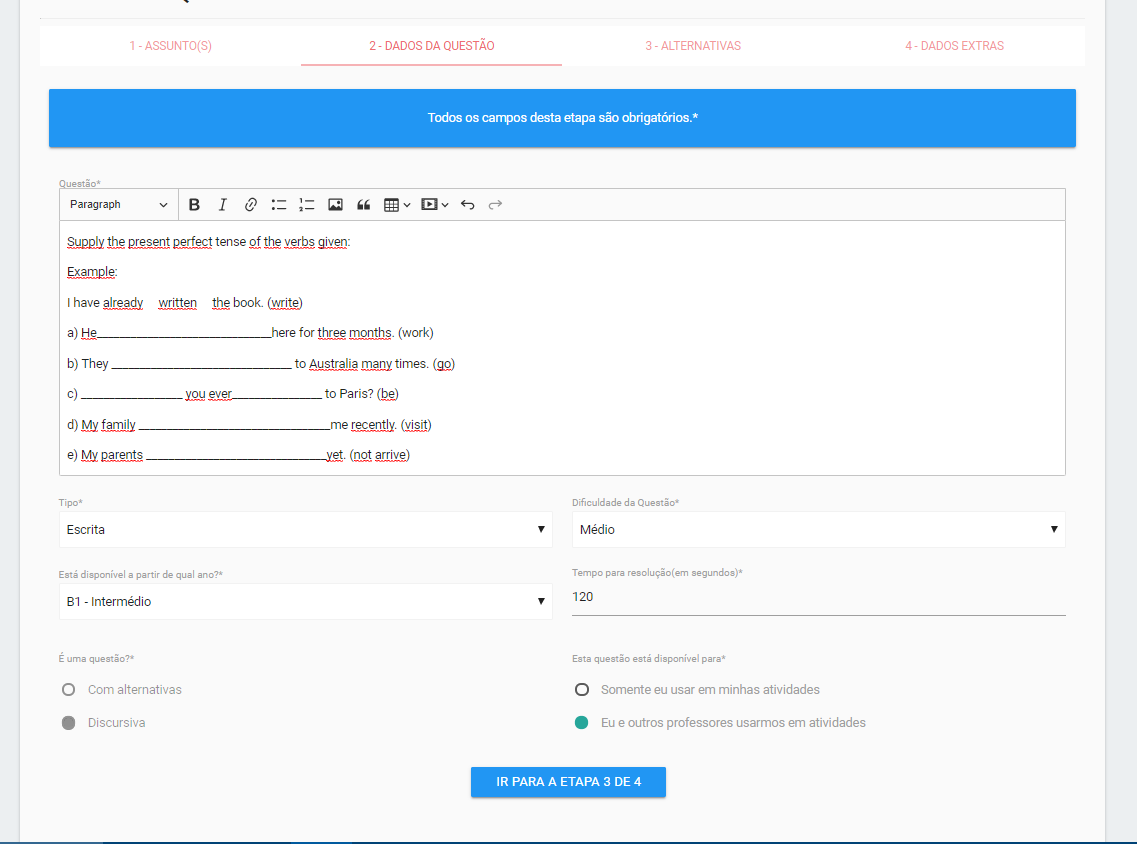 1 - ASSUNTO(S) 2 - DADOS DA QUESTÃO 3 - ALTERNATIVAS 4 - DADOS EXTRAS
Todos os campos desta etapa são obrigatórios.*
Questão*
Paragraph
Supply the present perfect tense of the verbs given:
Example:
I have already written the book. (write)
a) He___________________________here for three months. (work)
b) They ____________________________ to Australia many times. (go)
c) ________________ you ever______________ to Paris? (be)
d) My family ______________________________me recently. (visit)
e) My parents ____________________________yet. (not arrive)
Tipo* Dificuldade da Questão*
Escrita Médio
Está disponível a partir de qual ano?* Tempo para resolução(em segundos)*
B1 - Intermédio 120
É uma questão?* Esta questão está disponível para*
Com alternativas Somente eu usar em minhas atividades
Discursiva Eu e outros professores usarmos em atividades
IR PARA A ETAPA 3 DE 4